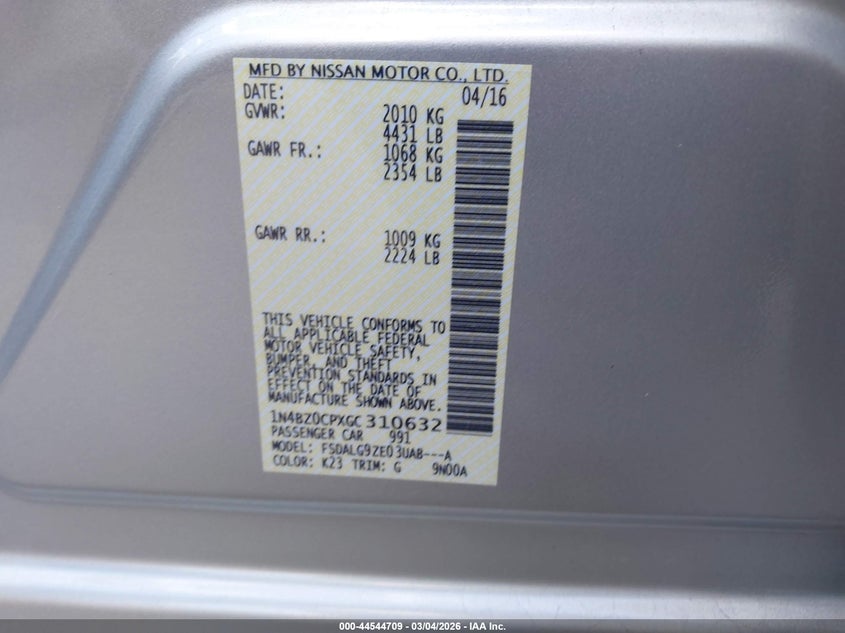 MFD BY NISSAN MOTOR CO., LTD.
DATE: 04/16
GVWR: 2010 KG
4431 LB
GAWR FR.: 1068 KG
2354 LB
GAWR RR.: 1009 KG
2224 LB
THIS VEHICLE CONFORMS TO
ALL APPLICABLE FEDERAL
MOTOR VEHICLE SAFETY,
BUMPER, AND THEFT
PREVENTION STANDARDS IN
EFFECT ON THE DATE OF
MANUFACTURE SHOWN ABOVE.
1N4BZ0CPXGC310632
PASSENGER CAR 991
MODEL: FSDALG9ZE03UAB---A
COLOR: K23 TRIM: G 9N00A
000-44544709 - 03/04/2026 - IAA Inc.